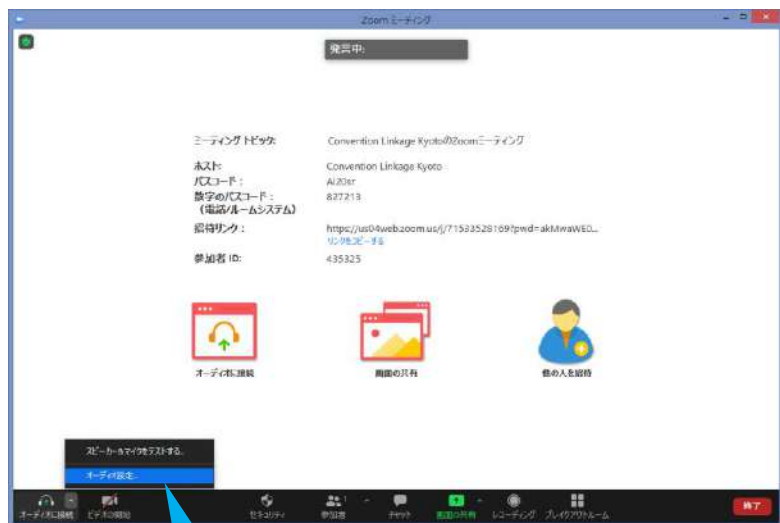 Zoom ミーティング
発言中:
ミーティング トピック: Convention Linkage KyotoのZoomミーティング
ホスト: Convention Linkage Kyoto
パスコード: AI20sr
数字のパスコード: 827213
(電話/ルームシステム)
招待リンク: https://us04web.zoom.us/j/71533528169?pwd=akMwaWE0...
リンクをコピーする
参加者 ID: 435325
オーディオに接続 画面の共有 他の人を招待
スピーカー&マイクをテストする...
オーディオ設定...
オーディオに接続 ビデオの開始 セキュリティ 参加者 1 チャット 画面の共有 レコーディング ブレイクアウトルーム 終了